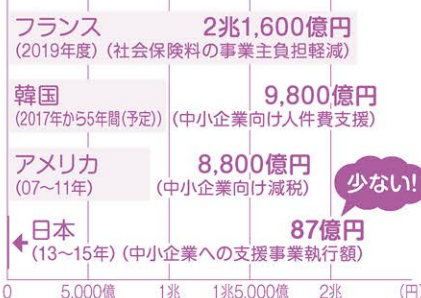 フランス 2兆1,600億円
(2019年度) (社会保険料の事業主負担軽減)
韓国 9,800億円
(2017年から5年間(予定)) (中小企業向け人件費支援)
アメリカ 8,800億円
(07〜11年) (中小企業向け減税)
少ない!
日本 87億円
(13〜15年) (中小企業への支援事業執行額)
0 5,000億 1兆 1兆5,000億 2兆 (円)